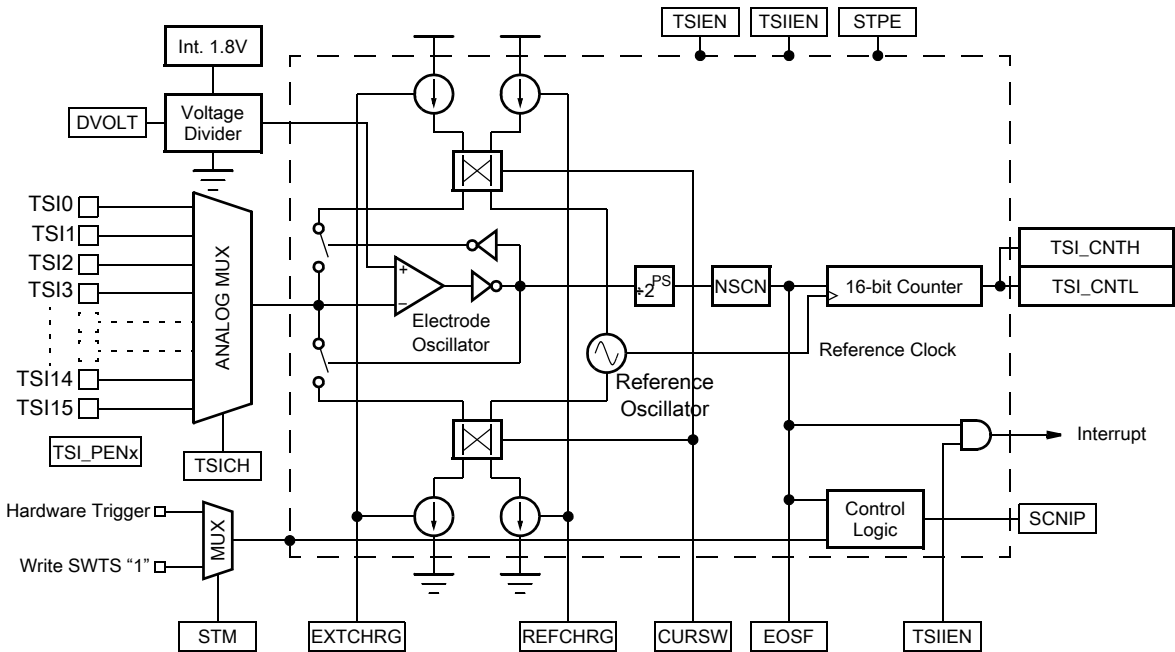 TSIEN
TSIIEN
STPE
Int. 1.8V
DVOLT
Voltage
Divider
TSI0
TSI1
TSI2
TSI3
TSI14
TSI15
ANALOG MUX
TSI_PENx
TSICH
+
−
Electrode
Oscillator
÷2PS
NSCN
16-bit Counter
TSI_CNTH
TSI_CNTL
Reference Clock
Reference
Oscillator
Interrupt
Hardware Trigger
Write SWTS “1”
MUX
Control
Logic
SCNIP
STM
EXTCHRG
REFCHRG
CURSW
EOSF
TSIIEN